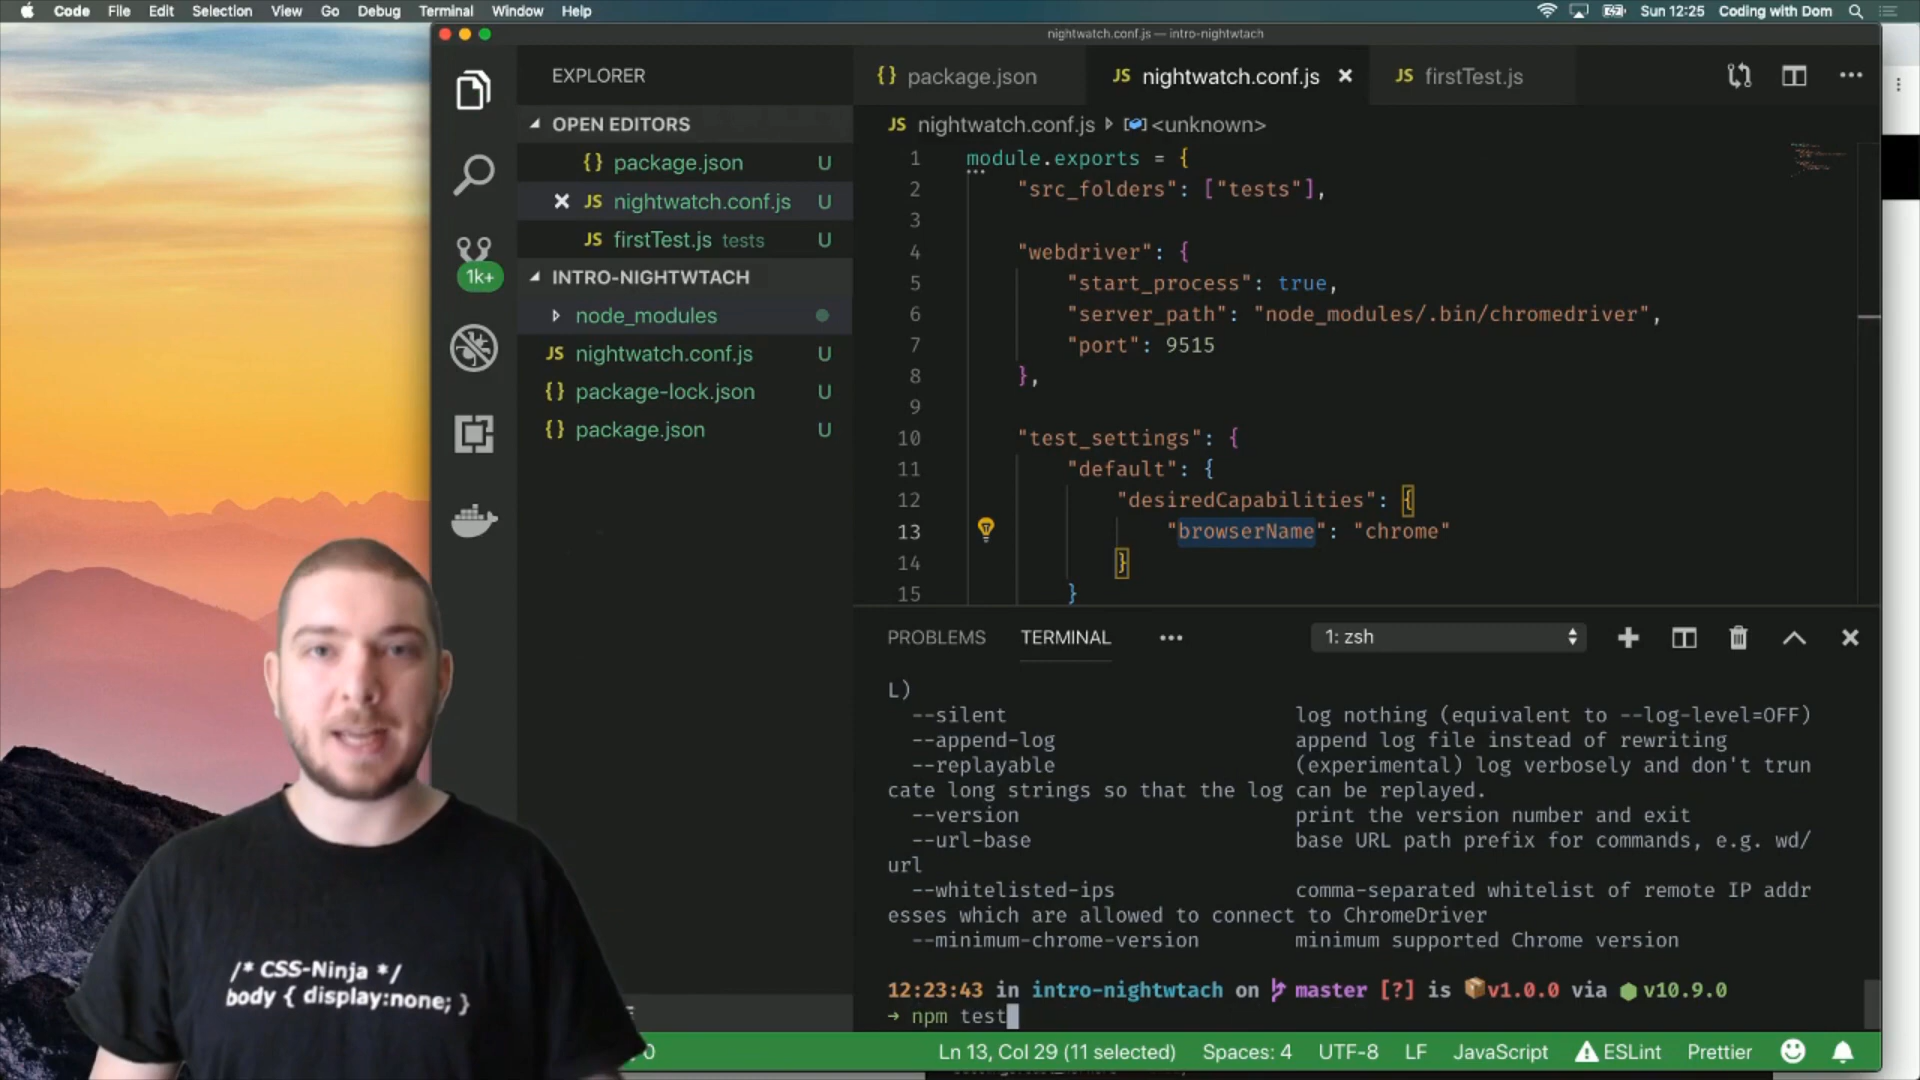 Code File Edit Selection View Go Debug Terminal Window Help
Sun 12:25 Coding with Dom
nightwatch.conf.js — intro-nightwtach
EXPLORER
OPEN EDITORS
{} package.json U
JS nightwatch.conf.js U
JS firstTest.js tests U
1k+
INTRO-NIGHTWTACH
node_modules
JS nightwatch.conf.js U
{} package-lock.json U
{} package.json U
{} package.json
JS nightwatch.conf.js
JS firstTest.js
JS nightwatch.conf.js <unknown>
1 module.exports = {
2 "src_folders": ["tests"],
3
4 "webdriver": {
5 "start_process": true,
6 "server_path": "node_modules/.bin/chromedriver",
7 "port": 9515
8 },
9
10 "test_settings": {
11 "default": {
12 "desiredCapabilities": {
13 "browserName": "chrome"
14 }
15 }
PROBLEMS TERMINAL ••• 1: zsh
L)
--silent log nothing (equivalent to --log-level=OFF)
--append-log append log file instead of rewriting
--replayable (experimental) log verbosely and don't trun
cate long strings so that the log can be replayed.
--version print the version number and exit
--url-base base URL path prefix for commands, e.g. wd/
url
--whitelisted-ips comma-separated whitelist of remote IP addr
esses which are allowed to connect to ChromeDriver
--minimum-chrome-version minimum supported Chrome version
12:23:43 in intro-nightwtach on master [?] is v1.0.0 via v10.9.0
→ npm test
0 Ln 13, Col 29 (11 selected) Spaces: 4 UTF-8 LF JavaScript ESLint Prettier
/* CSS-Ninja */
body { display:none; }